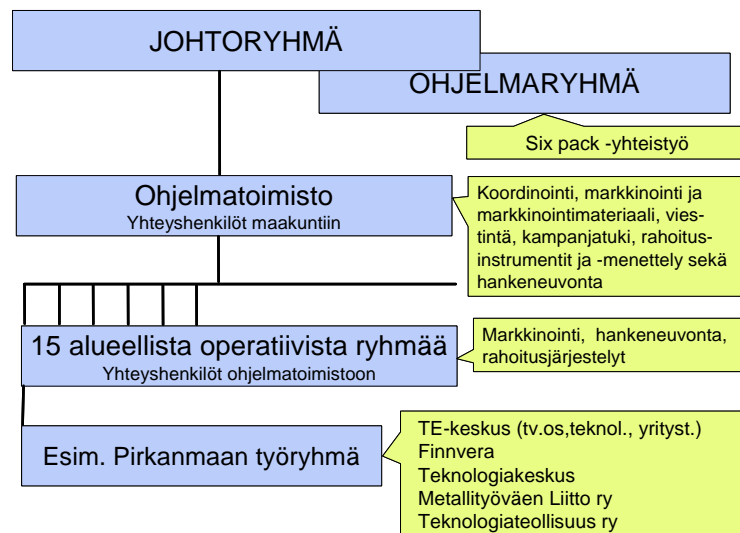 JOHTORYHMÄ
OHJELMARYHMÄ
Six pack -yhteistyö
Ohjelmatoimisto
Yhteyshenkilöt maakuntiin
Koordinointi, markkinointi ja
markkinointimateriaali, vies-
tintä, kampanjatuki, rahoitus-
instrumentit ja -menettely sekä
hankeneuvonta
15 alueellista operatiivista ryhmää
Yhteyshenkilöt ohjelmatoimistoon
Markkinointi, hankeneuvonta,
rahoitusjärjestelyt
Esim. Pirkanmaan työryhmä
TE-keskus (tv.os,teknol., yrityst.)
Finnvera
Teknologiakeskus
Metallityöväen Liitto ry
Teknologiateollisuus ry